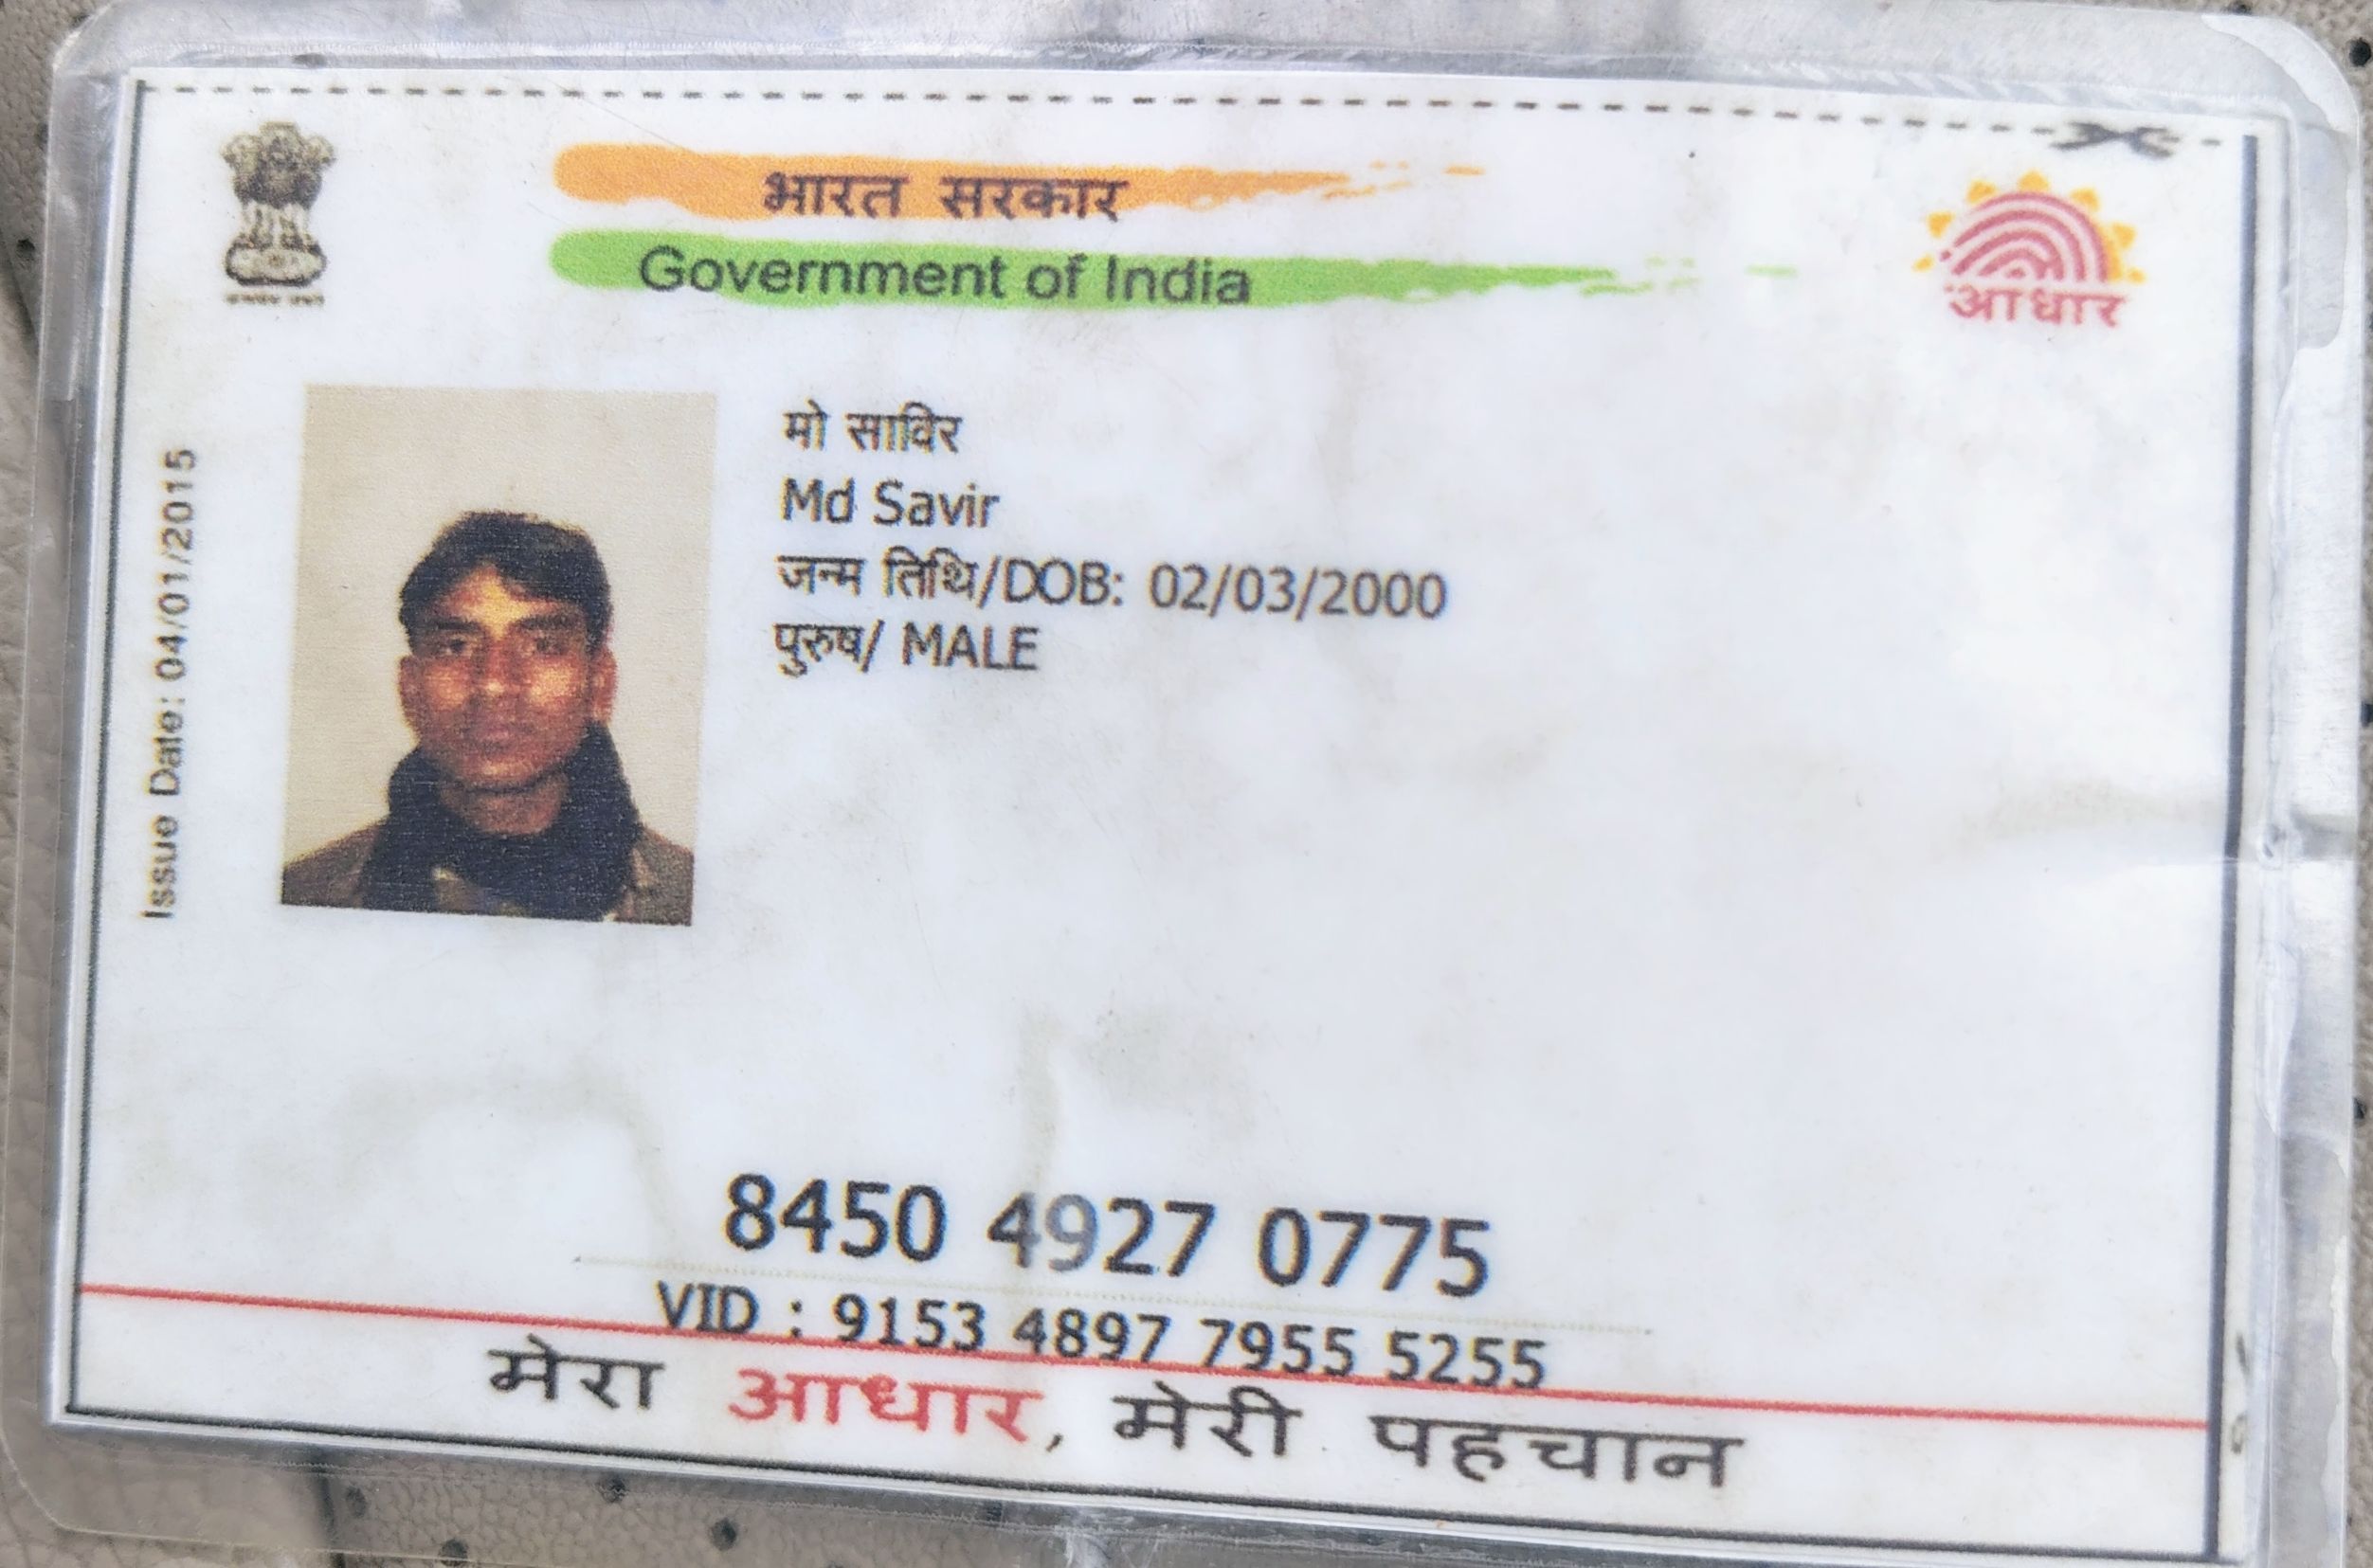 भारत सरकार
Government of India
आधार
Issue Date: 04/01/2015
मो साविर
Md Savir
जन्म तिथि/DOB: 02/03/2000
पुरुष/ MALE
8450 4927 0775
VID : 9153 4897 7955 5255
मेरा आधार, मेरी पहचान